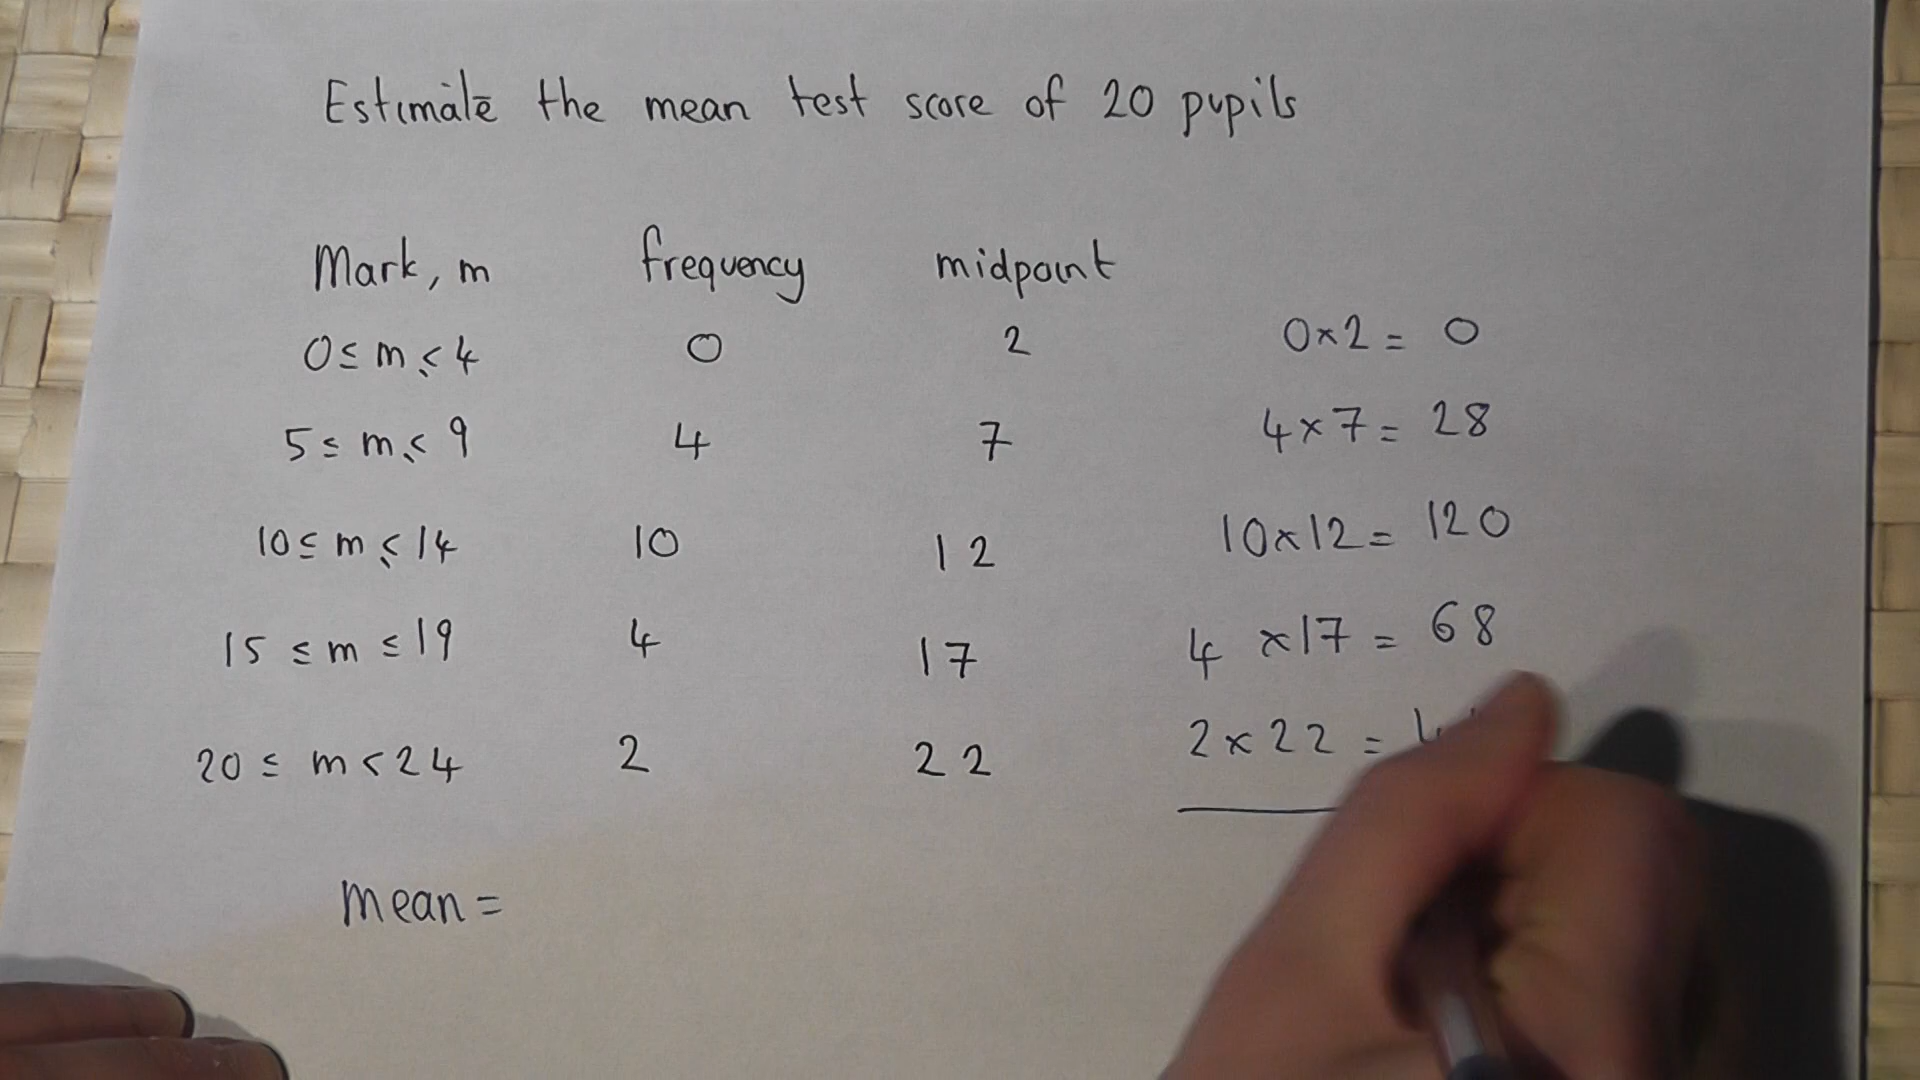 Estimate the mean test score of 20 pupils
Mark, m frequency midpoint
0 ≤ m ≤ 4 0 2 0×2 = 0
5 ≤ m ≤ 9 4 7 4×7 = 28
10 ≤ m ≤ 14 10 12 10×12 = 120
15 ≤ m ≤ 19 4 17 4 ×17 = 68
20 ≤ m < 24 2 22 2×22 =
mean =